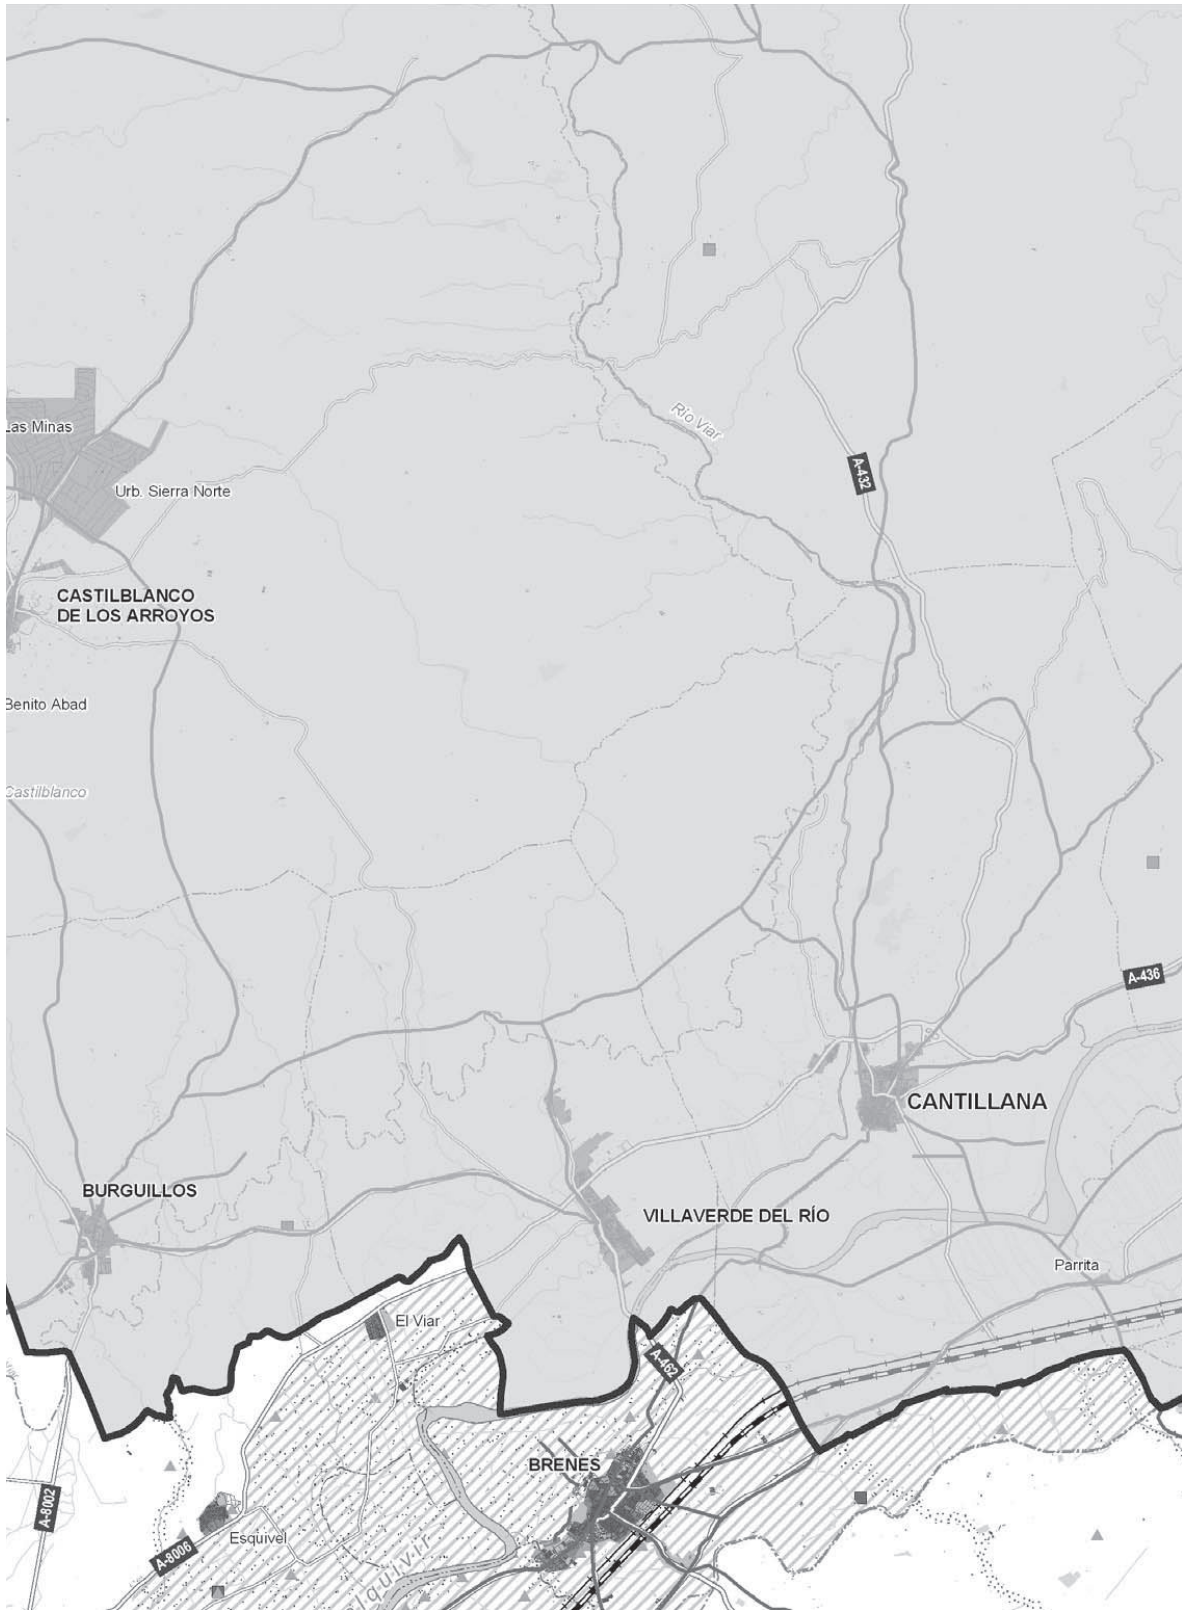 Río Viar
Las Minas
A-432
Urb. Sierra Norte
CASTILBLANCO
DE LOS ARROYOS
Benito Abad
Castilblanco
A-436
CANTILLANA
BURGUILLOS
VILLAVERDE DEL RÍO
Parrita
El Viar
A-462
BRENES
A-8002
Esquivel
A-8006